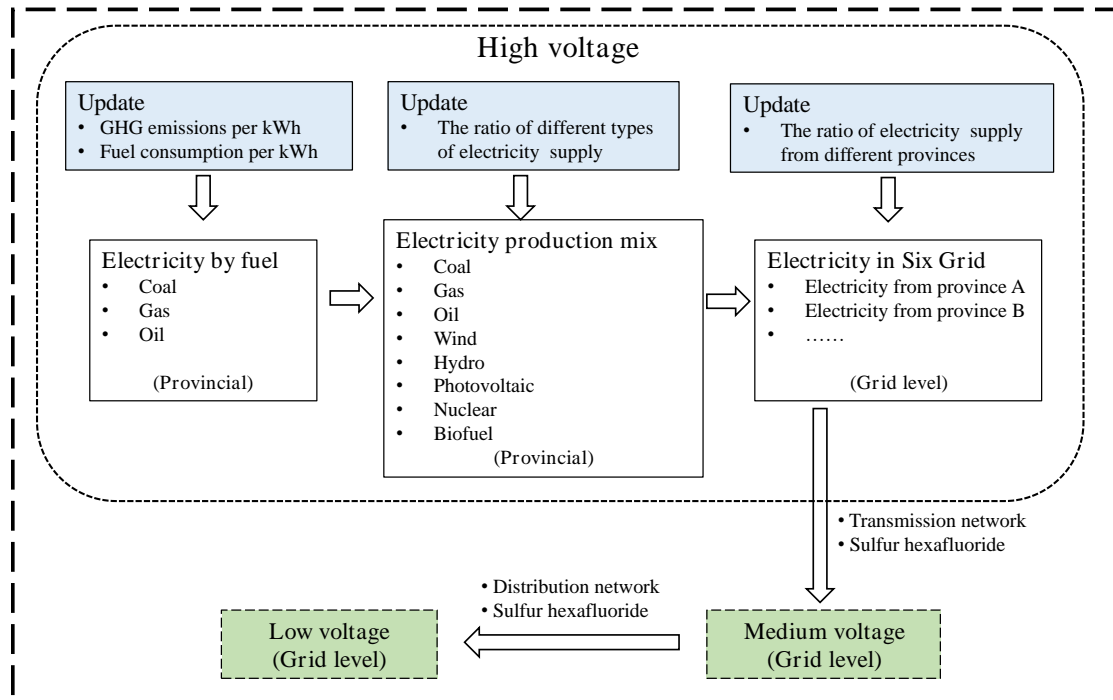 High voltage
Update
• GHG emissions per kWh
• Fuel consumption per kWh
Update
• The ratio of different types
of electricity supply
Update
• The ratio of electricity supply
from different provinces
Electricity by fuel
• Coal
• Gas
• Oil
(Provincial)
Electricity production mix
• Coal
• Gas
• Oil
• Wind
• Hydro
• Photovoltaic
• Nuclear
• Biofuel
(Provincial)
Electricity in Six Grid
• Electricity from province A
• Electricity from province B
• ……
(Grid level)
• Transmission network
• Sulfur hexafluoride
• Distribution network
• Sulfur hexafluoride
Low voltage
(Grid level)
Medium voltage
(Grid level)